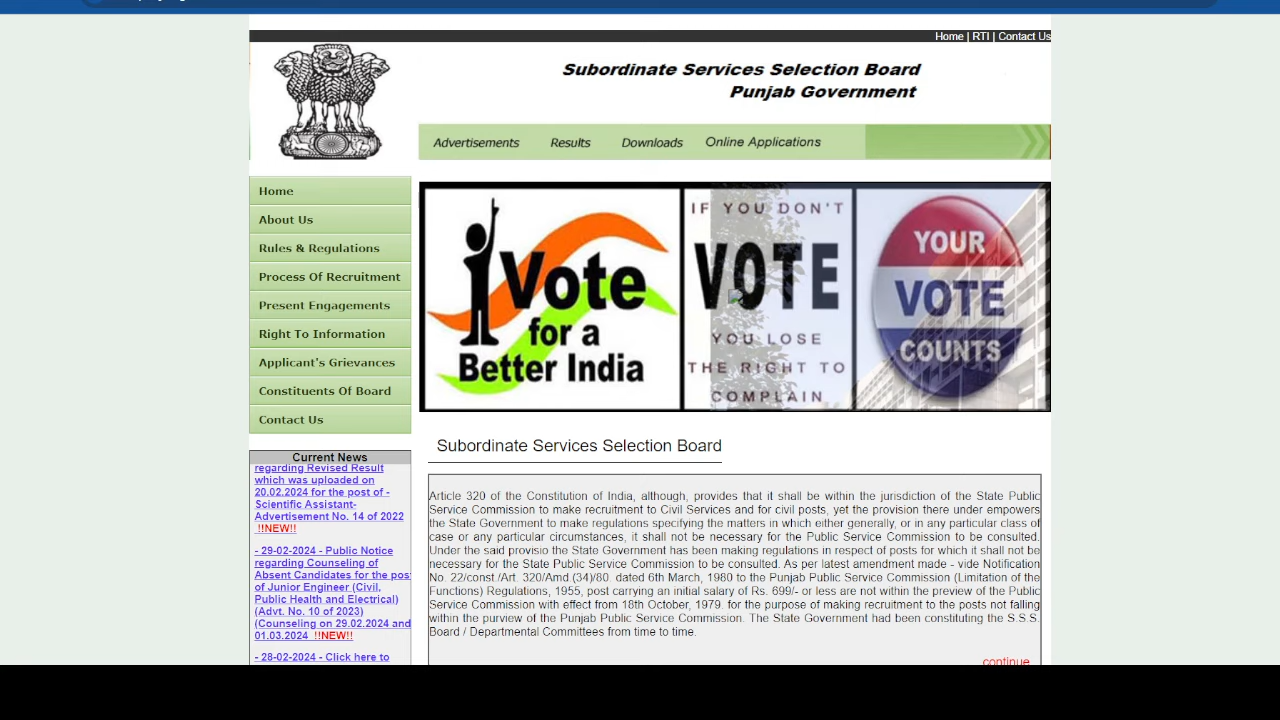 Home | RTI | Contact Us
Subordinate Services Selection Board
Punjab Government
Advertisements Results Downloads Online Applications
Home
About Us
Rules & Regulations
Process Of Recruitment
Present Engagements
Right To Information
Applicant's Grievances
Constituents Of Board
Contact Us
Vote
for a
Better India
IF YOU DON'T
VOTE
YOU LOSE
THE RIGHT TO
COMPLAIN
YOUR
VOTE
COUNTS
Current News
regarding Revised Result
which was uploaded on
20.02.2024 for the post of -
Scientific Assistant-
Advertisement No. 14 of 2022
!!NEW!!
- 29-02-2024 - Public Notice
regarding Counseling of
Absent Candidates for the post
of Junior Engineer (Civil,
Public Health and Electrical)
(Advt. No. 10 of 2023)
(Counseling on 29.02.2024 and
01.03.2024 !!NEW!!
- 28-02-2024 - Click here to
Subordinate Services Selection Board
Article 320 of the Constitution of India, although, provides that it shall be within the jurisdiction of the State Public
Service Commission to make recruitment to Civil Services and for civil posts, yet the provision there under empowers
the State Government to make regulations specifying the matters in which either generally, or in any particular class of
case or any particular circumstances, it shall not be necessary for the Public Service Commission to be consulted.
Under the said provisio the State Government has been making regulations in respect of posts for which it shall not be
necessary for the State Public Service Commission to be consulted. As per latest amendment made - vide Notification
No. 22/const./Art. 320/Amd.(34)/80. dated 6th March, 1980 to the Punjab Public Service Commission (Limitation of the
Functions) Regulations, 1955, post carrying an initial salary of Rs. 699/- or less are not within the preview of the Public
Service Commission with effect from 18th October, 1979. for the purpose of making recruitment to the posts not falling
within the purview of the Punjab Public Service Commission. The State Government had been constituting the S.S.S.
Board / Departmental Committees from time to time.
continue